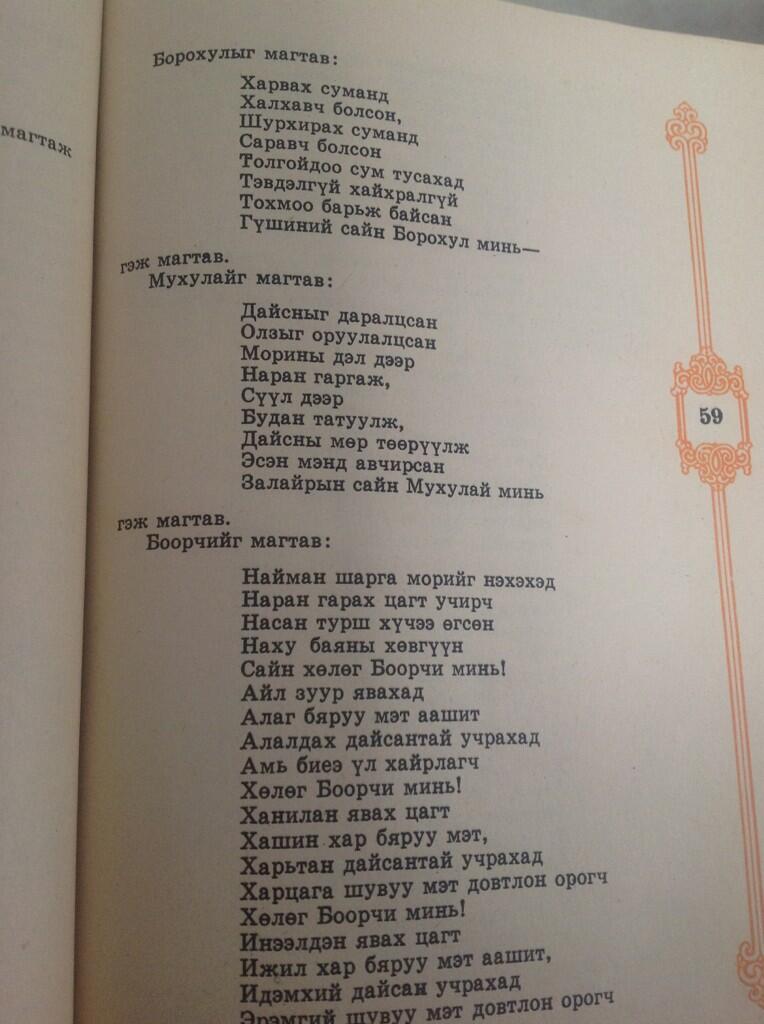 магтаж
Борохулыг магтав:
Харвах суманд
Халхавч болсон,
Шурхирах суманд
Саравч болсон
Толгойдоо сум тусахад
Тэвдэлгүй хайхралгүй
Тохмоо барьж байсан
Гүшиний сайн Борохул минь—
гэж магтав.
Мухулайг магтав:
Дайсныг даралцсан
Олзыг оруулалцсан
Морины дэл дээр
Наран гаргаж,
Сүүл дээр
Будан татуулж,
Дайсны мөр төөрүүлж
Эсэн мэнд авчирсан
Залайрын сайн Мухулай минь
гэж магтав.
Боорчийг магтав:
Найман шарга морийг нэхэхэд
Наран гарах цагт учирч
Насан турш хүчээ өгсөн
Наху баяны хөвгүүн
Сайн хөлөг Боорчи минь!
Айл зуур явахад
Алаг бяруу мэт аашит
Алалдах дайсантай учрахад
Амь биеэ үл хайрлагч
Хөлөг Боорчи минь!
Ханилан явах цагт
Хашин хар бяруу мэт,
Харьтан дайсантай учрахад
Харцага шувуу мэт довтлон орогч
Хөлөг Боорчи минь!
Инээлдэн явах цагт
Ижил хар бяруу мэт аашит,
Идэмхий дайсан учрахад
Эрэмгий шувуу мэт довтлон орогч
59